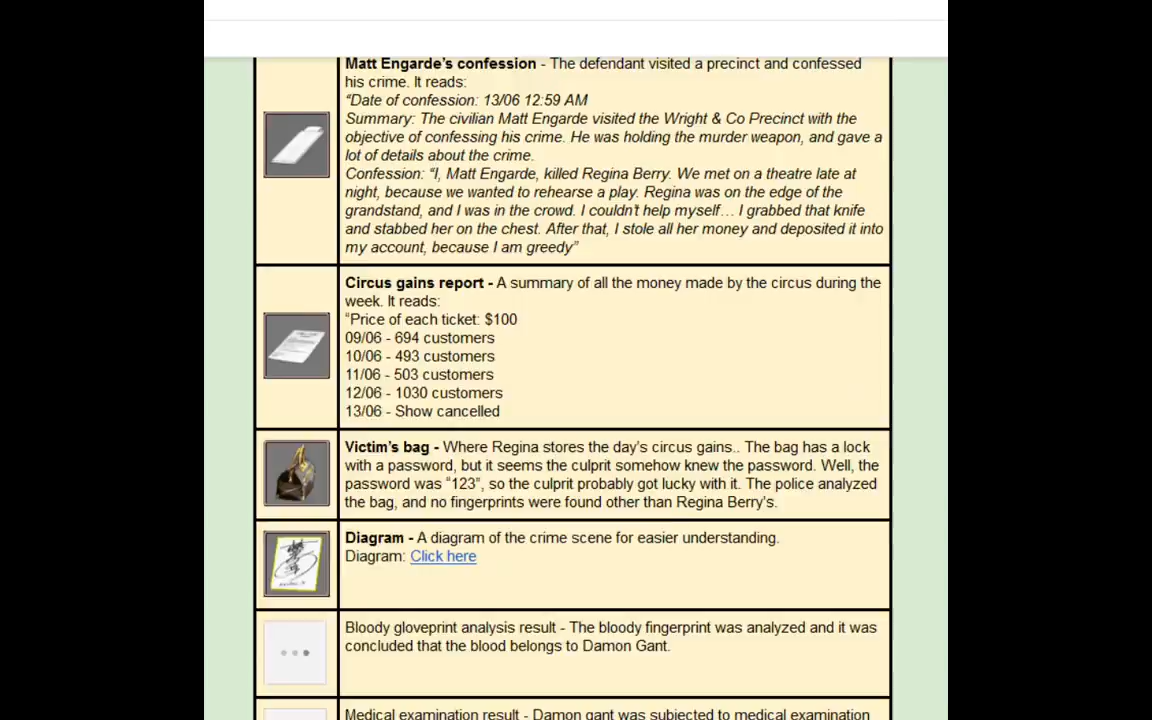 Matt Engarde's confession - The defendant visited a precinct and confessed
his crime. It reads:
"Date of confession: 13/06 12:59 AM
Summary: The civilian Matt Engarde visited the Wright & Co Precinct with the
objective of confessing his crime. He was holding the murder weapon, and gave a
lot of details about the crime.
Confession: "I, Matt Engarde, killed Regina Berry. We met on a theatre late at
night, because we wanted to rehearse a play. Regina was on the edge of the
grandstand, and I was in the crowd. I couldn't help myself… I grabbed that knife
and stabbed her on the chest. After that, I stole all her money and deposited it into
my account, because I am greedy"
Circus gains report - A summary of all the money made by the circus during the
week. It reads:
"Price of each ticket: $100
09/06 - 694 customers
10/06 - 493 customers
11/06 - 503 customers
12/06 - 1030 customers
13/06 - Show cancelled
Victim's bag - Where Regina stores the day's circus gains.. The bag has a lock
with a password, but it seems the culprit somehow knew the password. Well, the
password was "123", so the culprit probably got lucky with it. The police analyzed
the bag, and no fingerprints were found other than Regina Berry's.
Diagram - A diagram of the crime scene for easier understanding.
Diagram: Click here
Bloody gloveprint analysis result - The bloody fingerprint was analyzed and it was
concluded that the blood belongs to Damon Gant.
Medical examination result - Damon gant was subjected to medical examination